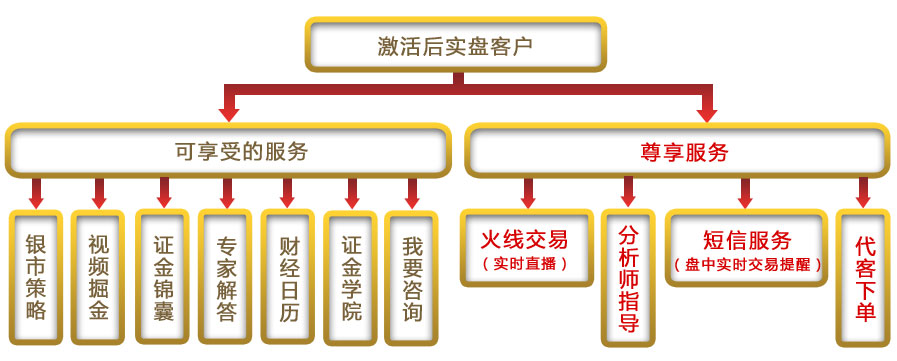 激活后实盘客户
可享受的服务
尊享服务
银市策略
视频掘金
证金锦囊
专家解答
财经日历
证金学院
我要咨询
火线交易
（实时直播）
分析师指导
短信服务
（盘中实时交易提醒）
代客下单